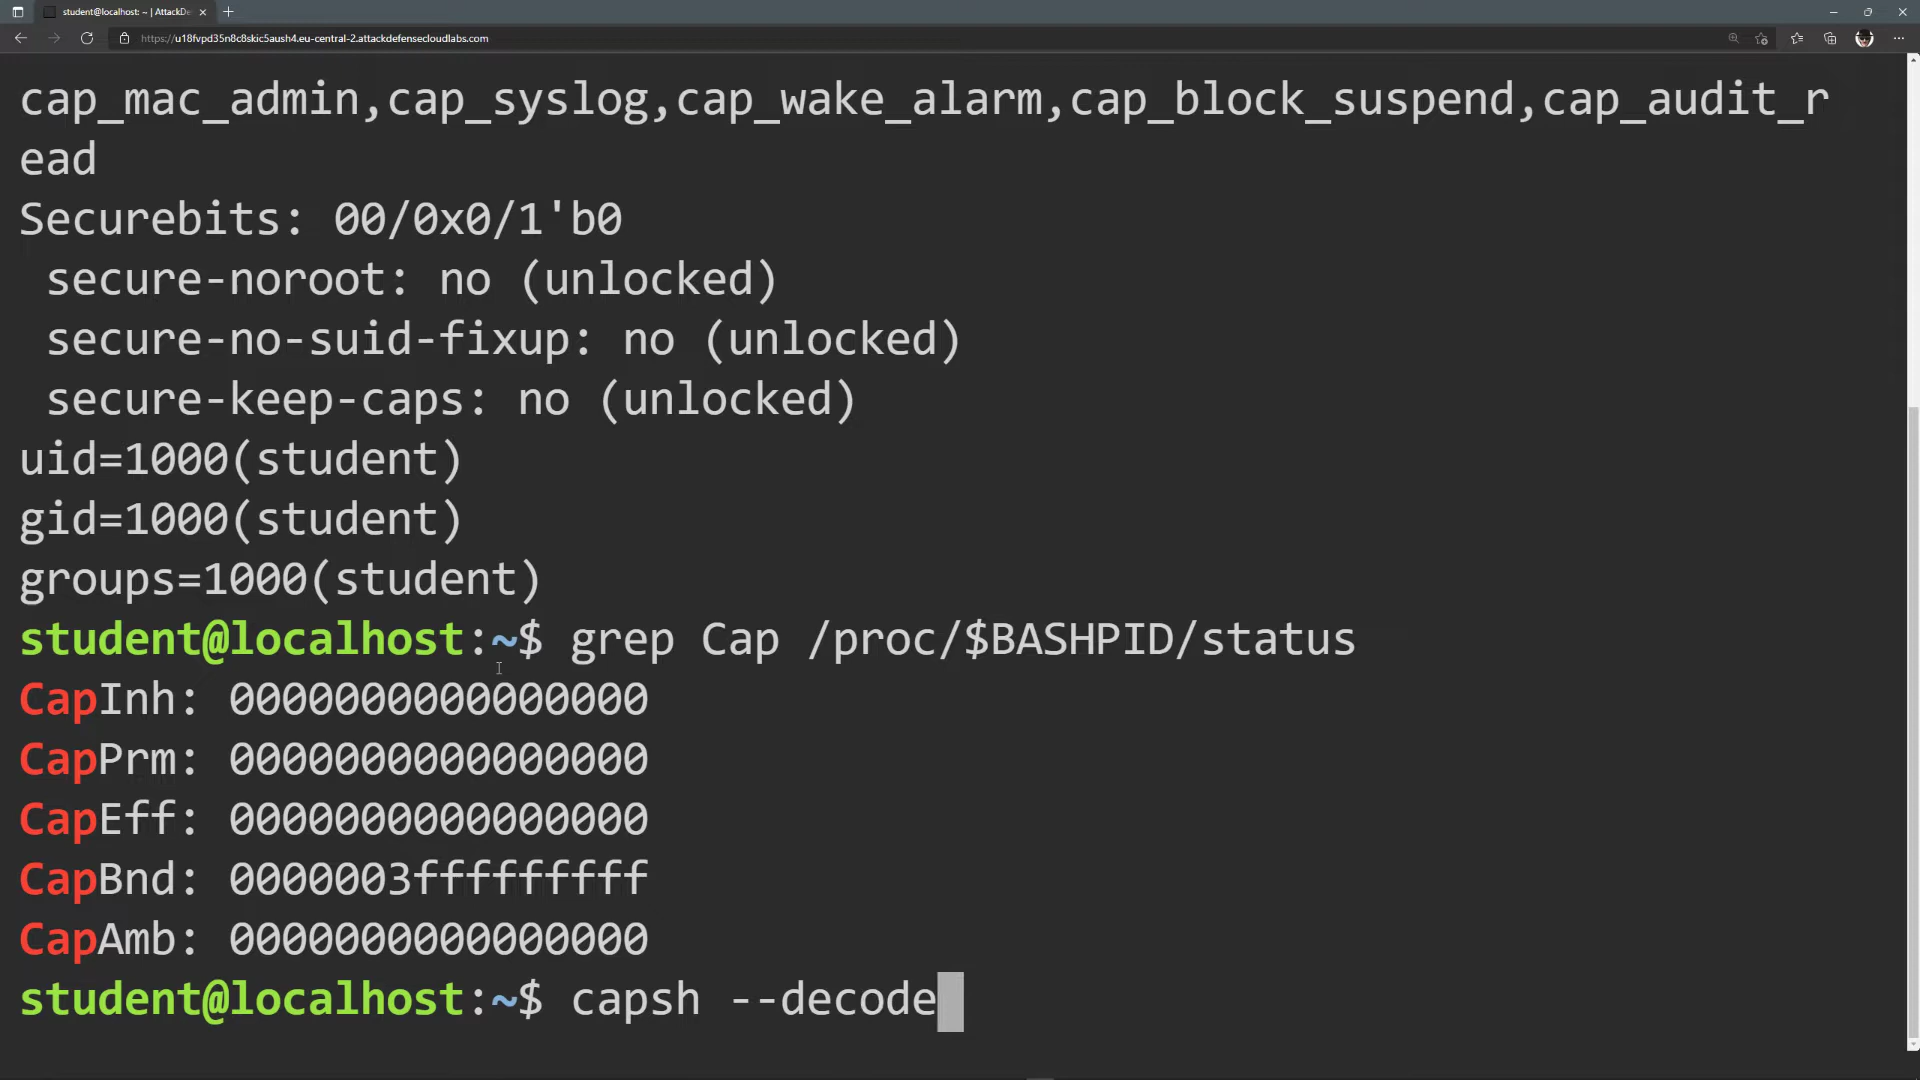 student@localhost: ~ | AttackDe
https://u18fvpd35n8c8skic5aush4.eu-central-2.attackdefensecloudlabs.com
cap_mac_admin,cap_syslog,cap_wake_alarm,cap_block_suspend,cap_audit_r
ead
Securebits: 00/0x0/1'b0
secure-noroot: no (unlocked)
secure-no-suid-fixup: no (unlocked)
secure-keep-caps: no (unlocked)
uid=1000(student)
gid=1000(student)
groups=1000(student)
student@localhost:~$ grep Cap /proc/$BASHPID/status
CapInh: 0000000000000000
CapPrm: 0000000000000000
CapEff: 0000000000000000
CapBnd: 0000003fffffffff
CapAmb: 0000000000000000
student@localhost:~$ capsh --decode